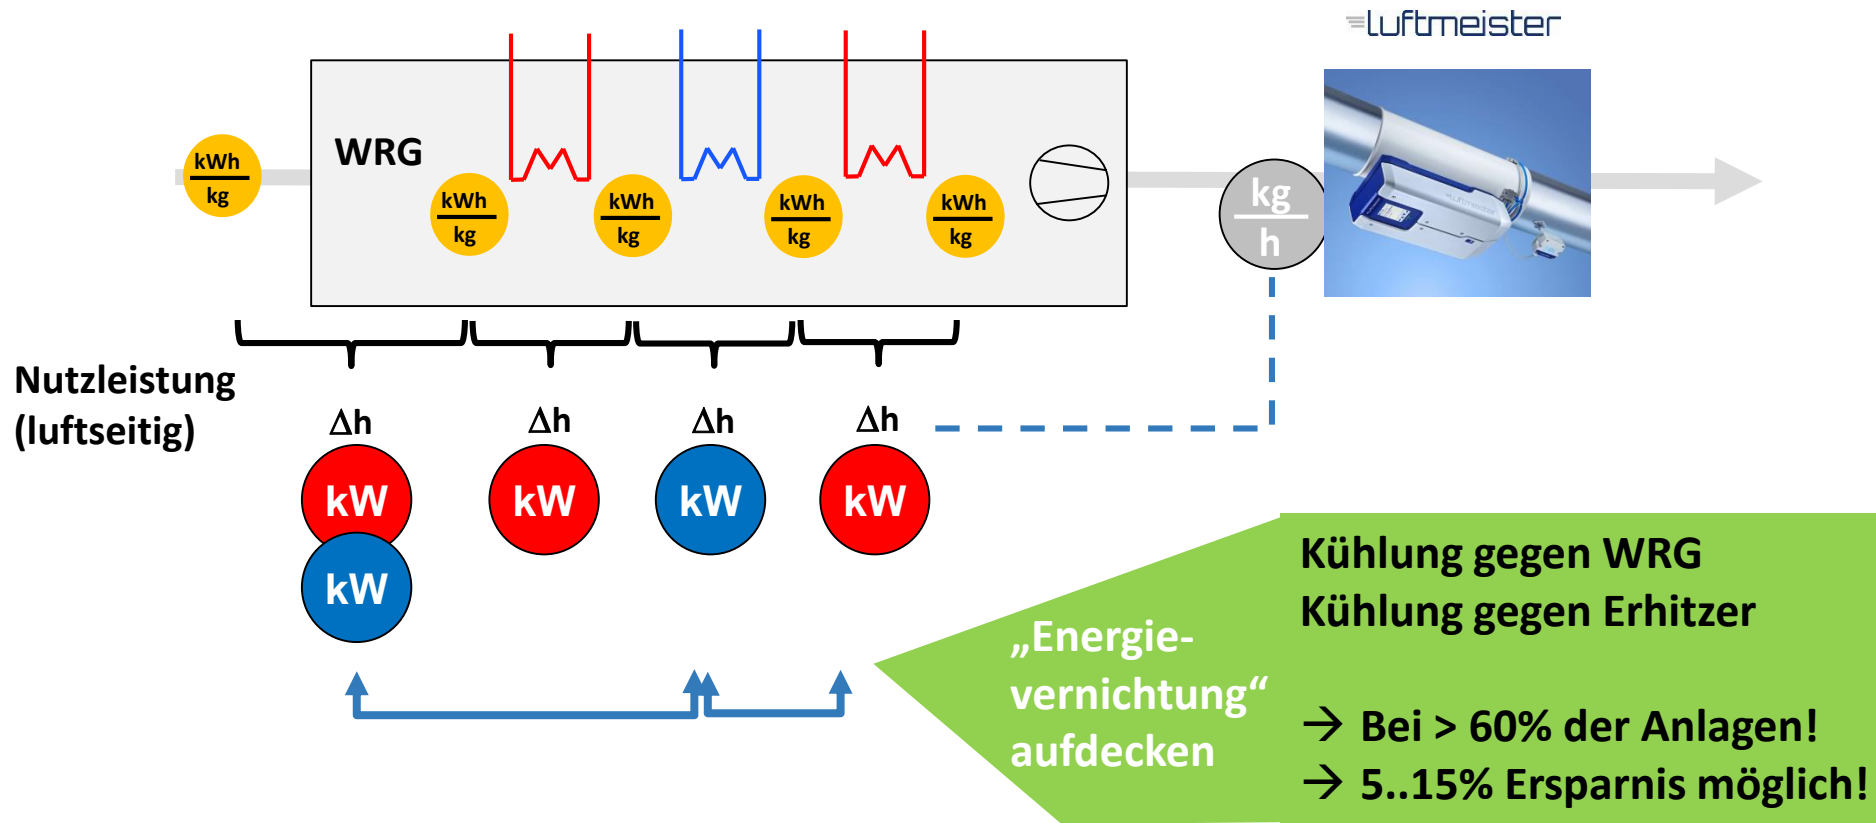 luftmeister
WRG
kWh
kg
kWh
kg
kWh
kg
kWh
kg
kWh
kg
kg
h
luftmeister
Nutzleistung
(luftseitig)
Δh
Δh
Δh
Δh
kW
kW
kW
kW
kW
„Energie-
vernichtung“
aufdecken
Kühlung gegen WRG
Kühlung gegen Erhitzer
→ Bei > 60% der Anlagen!
→ 5..15% Ersparnis möglich!